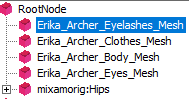 RootNode
Erika_Archer_Eyelashes_Mesh
Erika_Archer_Clothes_Mesh
Erika_Archer_Body_Mesh
Erika_Archer_Eyes_Mesh
mixamorig:Hips